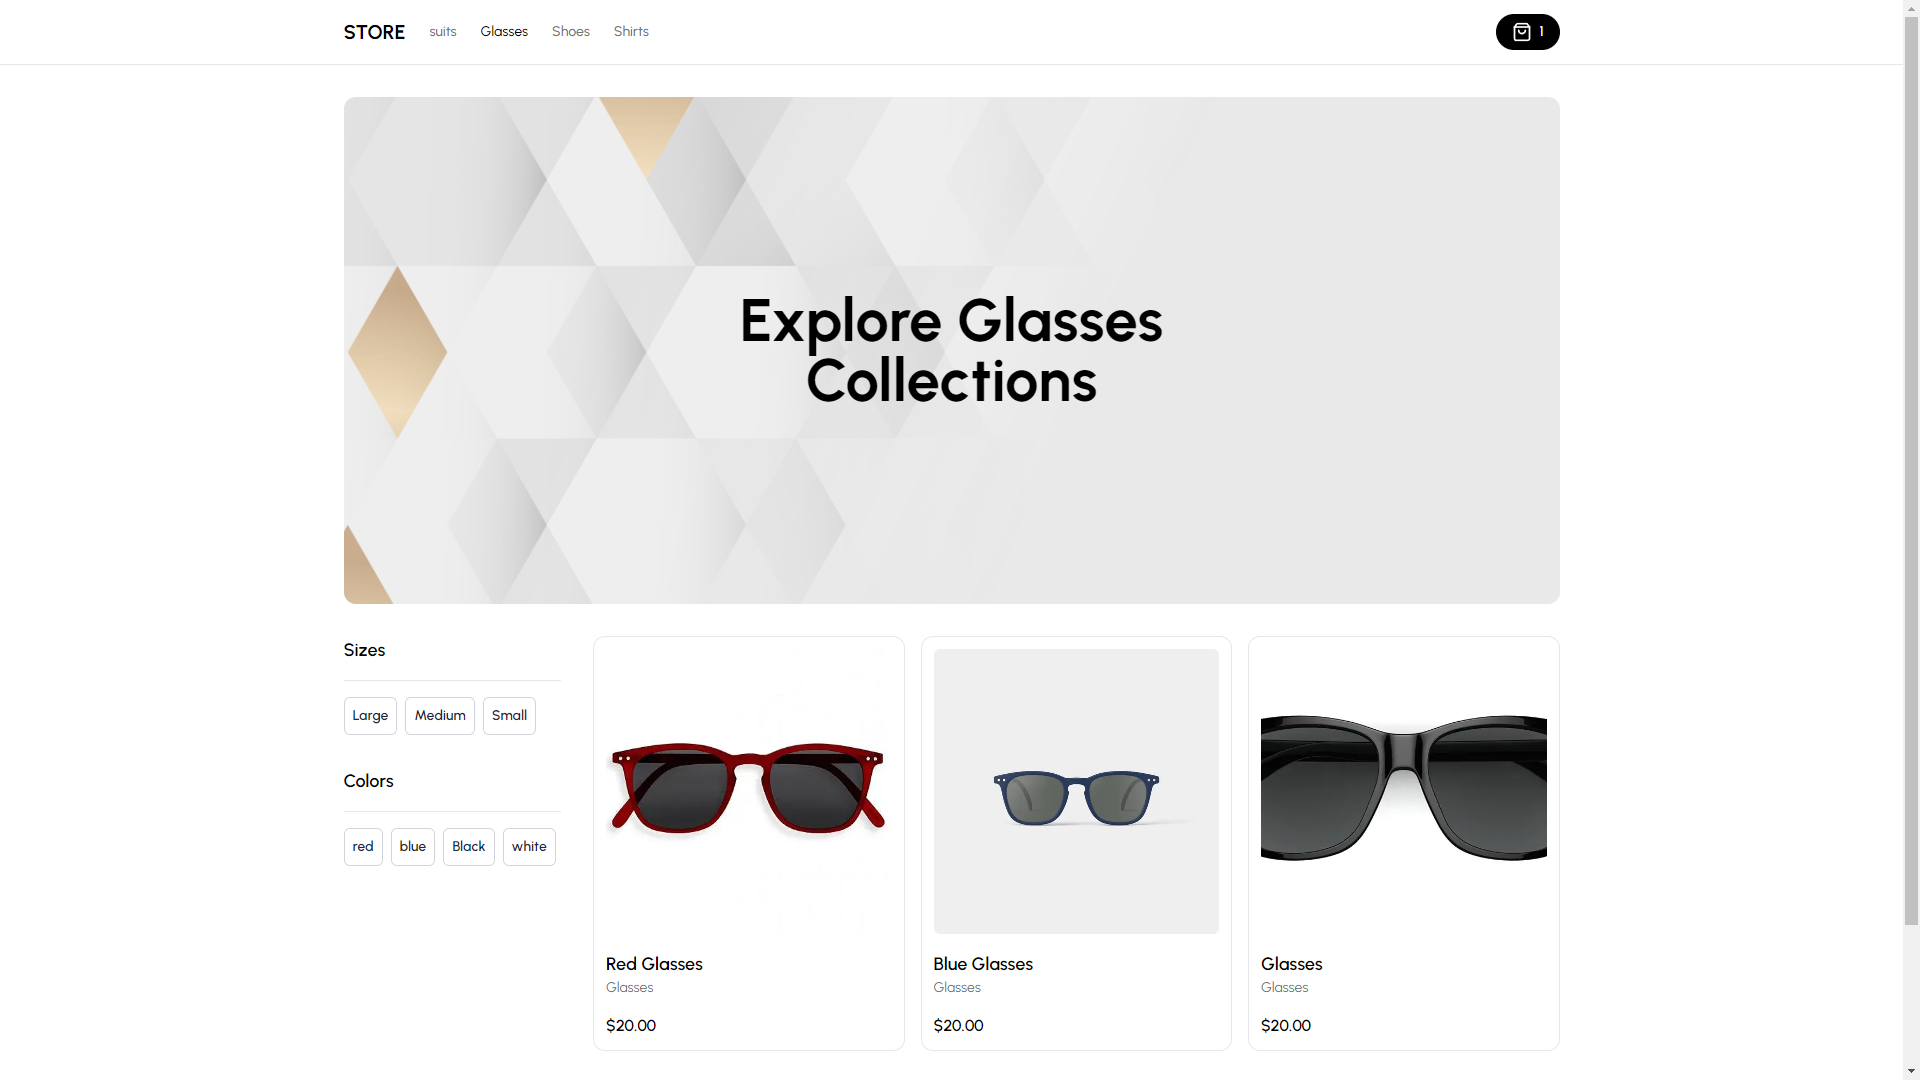 STORE
suits
Glasses
Shoes
Shirts
1
Explore Glasses
Collections
Sizes
Large
Medium
Small
Colors
red
blue
Black
white
Red Glasses
Glasses
$20.00
Blue Glasses
Glasses
$20.00
Glasses
Glasses
$20.00